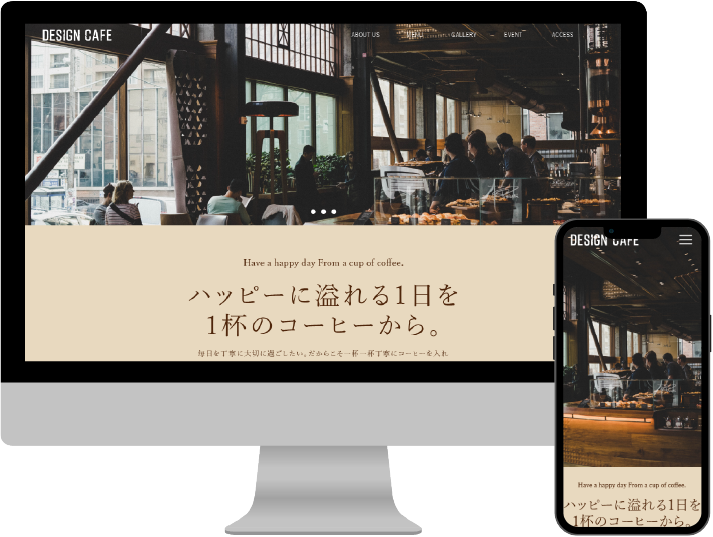 DESIGN CAFE
ABOUT US
MENU
GALLERY
EVENT
ACCESS
Have a happy day From a cup of coffee.
ハッピーに溢れる1日を
1杯のコーヒーから。
毎日を丁寧に大切に過ごしたい。だからこそ一杯一杯丁寧にコーヒーを入れ
DESIGN CAFE
Have a happy day From a cup of coffee.
ハッピーに溢れる1日を
1杯のコーヒーから。